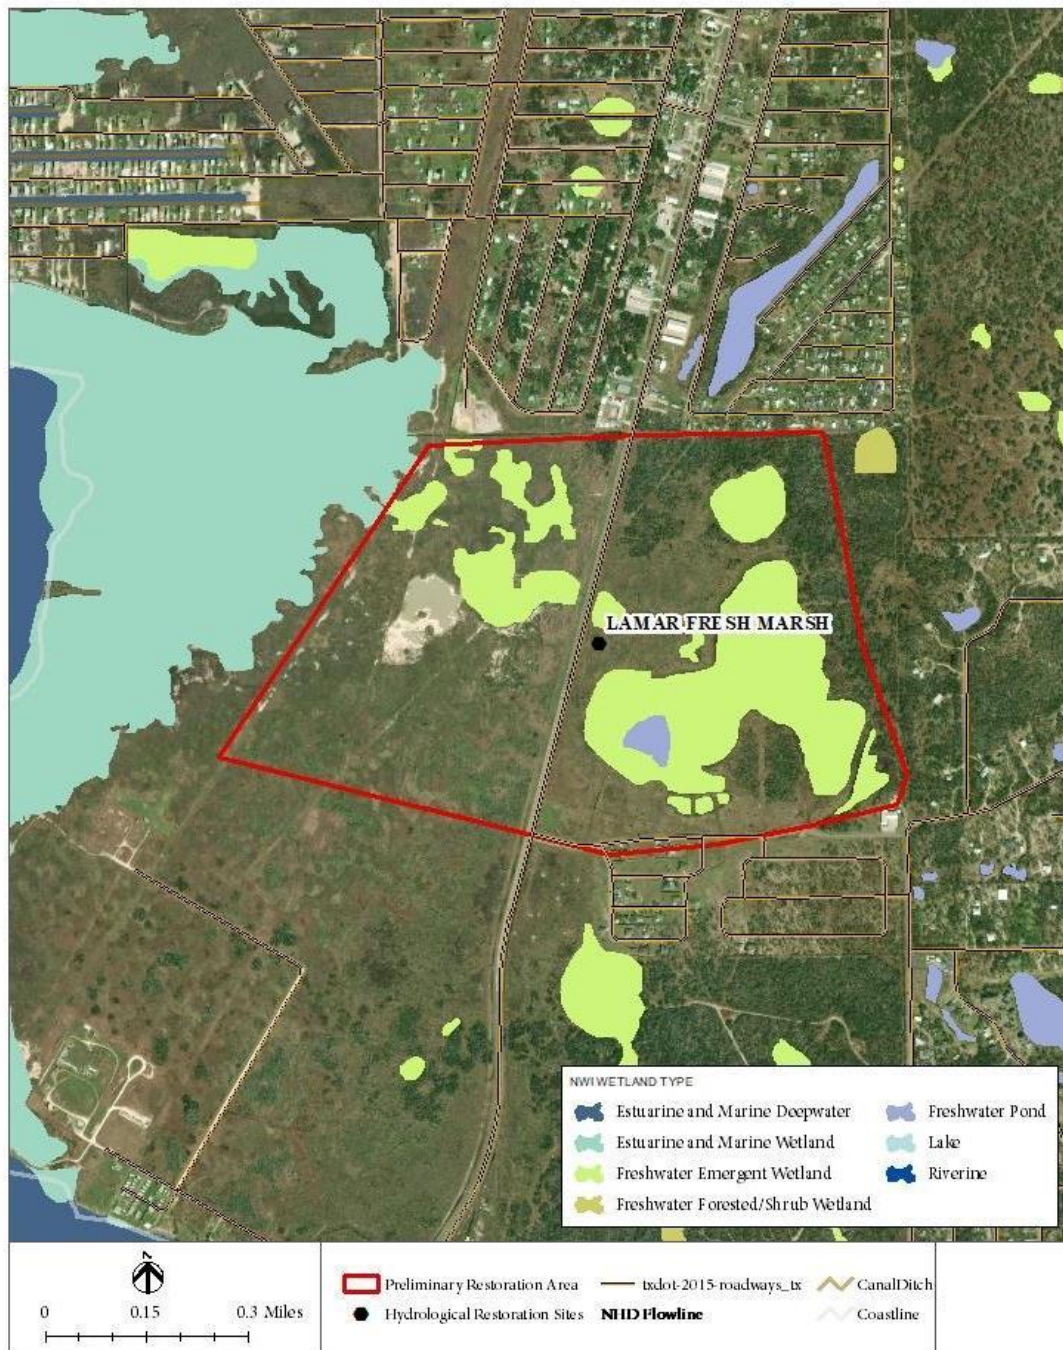 LAMAR FRESH MARSH
NWI WETLAND TYPE
Estuarine and Marine Deepwater
Estuarine and Marine Wetland
Freshwater Emergent Wetland
Freshwater Forested/Shrub Wetland
Freshwater Pond
Lake
Riverine
N
0 0.15 0.3 Miles
Preliminary Restoration Area
Hydrological Restoration Sites
txdot-2015-roadways_tx
NHD Flowline
CanalDitch
Coastline